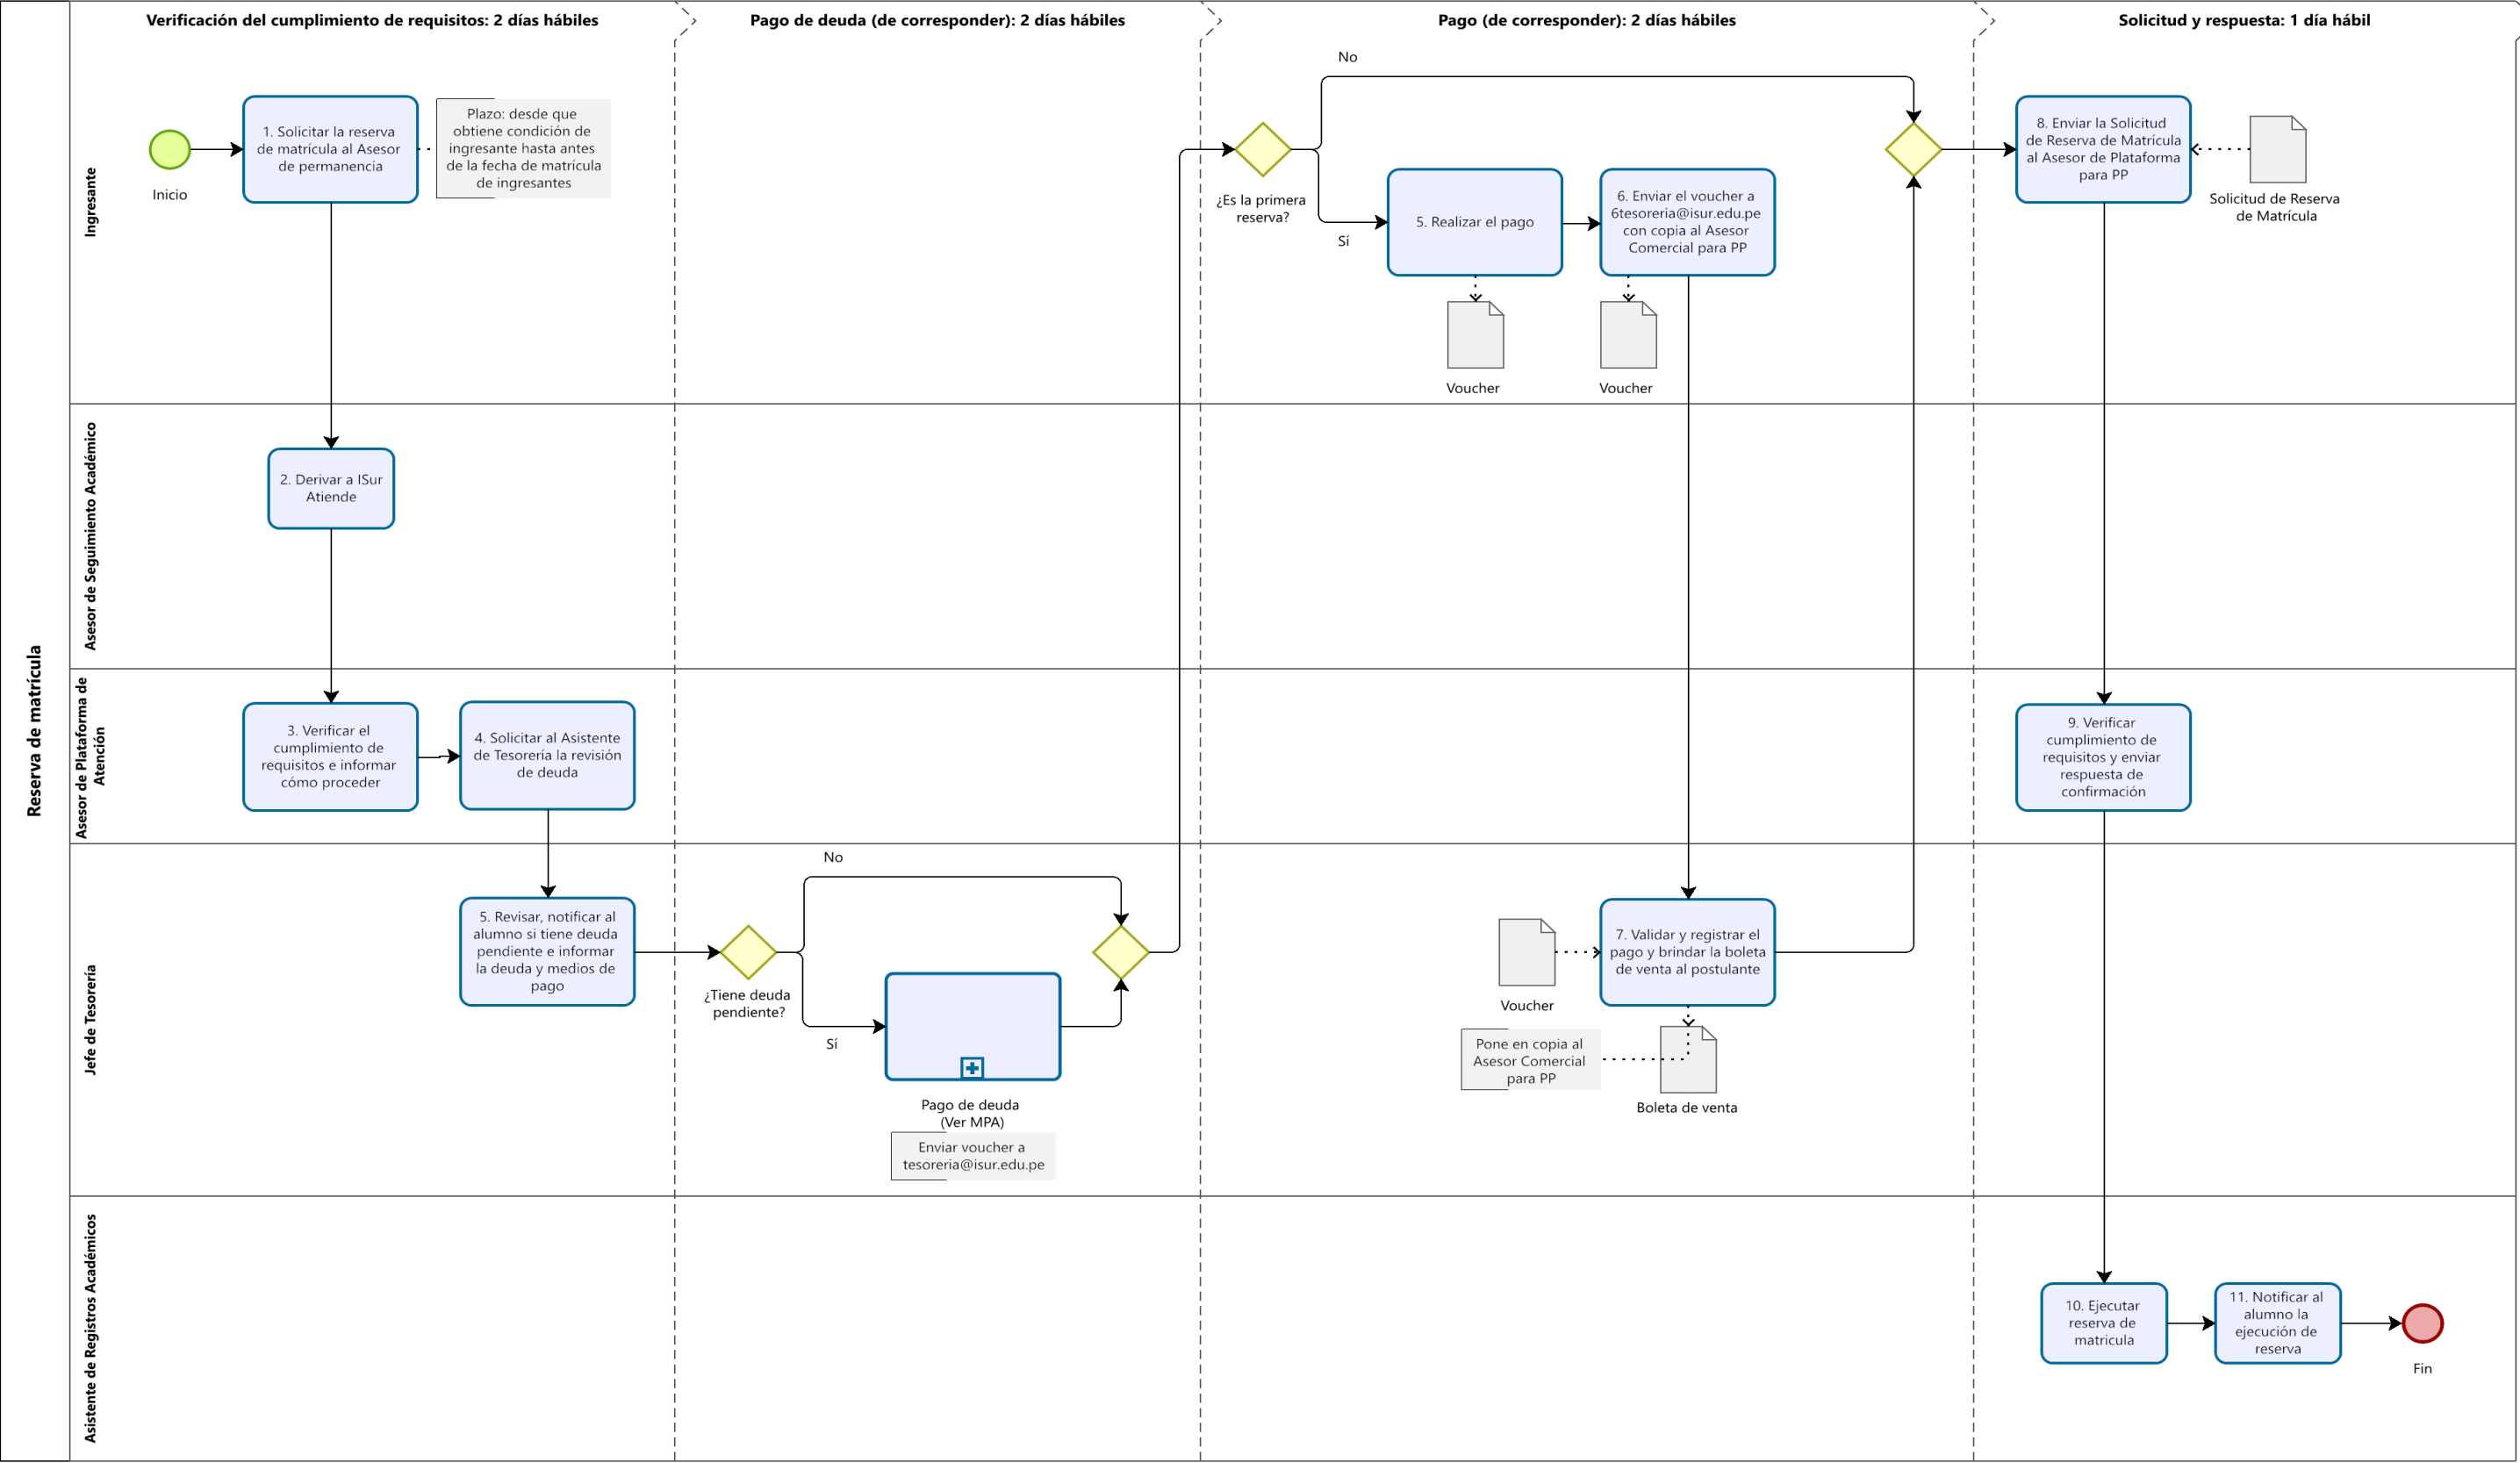 Verificación del cumplimiento de requisitos: 2 días hábiles
Pago de deuda (de corresponder): 2 días hábiles
Pago (de corresponder): 2 días hábiles
Solicitud y respuesta: 1 día hábil
Reserva de matrícula
Ingresante
Inicio
1. Solicitar la reserva
de matrícula al Asesor
de permanencia
Plazo: desde que
obtiene condición de
ingresante hasta antes
de la fecha de matrícula
de ingresantes
¿Es la primera
reserva?
No
Sí
5. Realizar el pago
Voucher
6. Enviar el voucher a
6tesoreria@isur.edu.pe
con copia al Asesor
Comercial para PP
Voucher
8. Enviar la Solicitud
de Reserva de Matrícula
al Asesor de Plataforma
para PP
Solicitud de Reserva
de Matrícula
Asesor de Seguimiento Académico
2. Derivar a ISur
Atiende
Asesor de Plataforma de
Atención
3. Verificar el
cumplimiento de
requisitos e informar
cómo proceder
4. Solicitar al Asistente
de Tesorería la revisión
de deuda
9. Verificar
cumplimiento de
requisitos y enviar
respuesta de
confirmación
Jefe de Tesorería
5. Revisar, notificar al
alumno si tiene deuda
pendiente e informar
la deuda y medios de
pago
¿Tiene deuda
pendiente?
No
Sí
Pago de deuda
(Ver MPA)
Enviar voucher a
tesoreria@isur.edu.pe
Voucher
7. Validar y registrar el
pago y brindar la boleta
de venta al postulante
Pone en copia al
Asesor Comercial
para PP
Boleta de venta
Asistente de Registros Académicos
10. Ejecutar
reserva de
matricula
11. Notificar al
alumno la
ejecución de
reserva
Fin